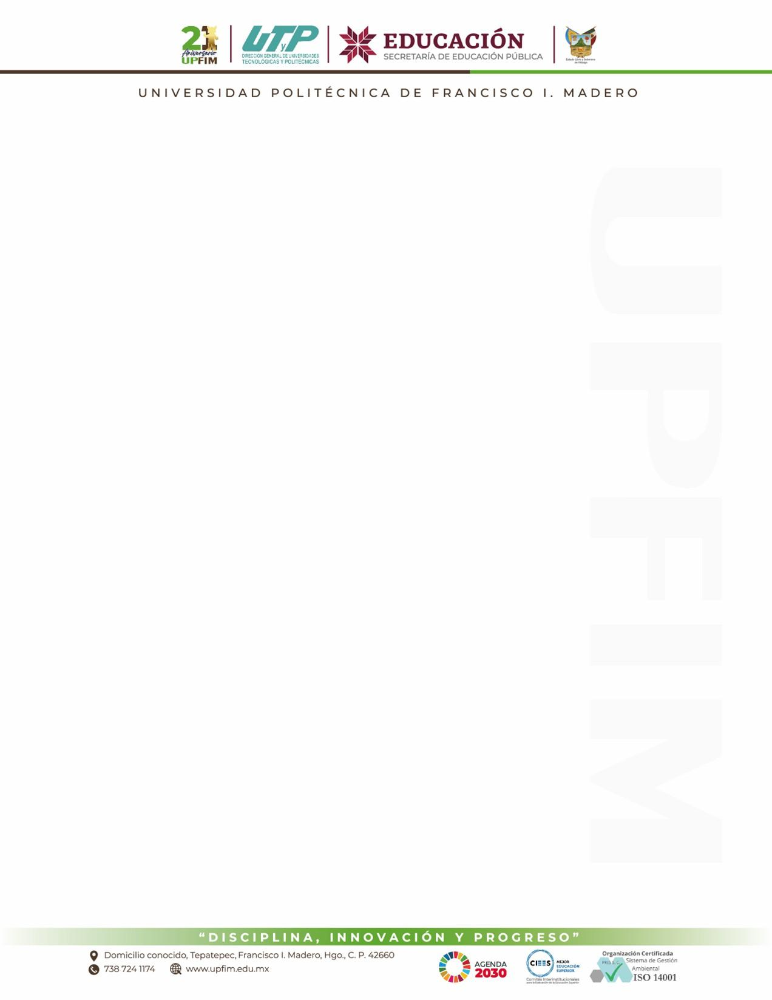 21
Aniversario
UPFIM
UTyP
DIRECCIÓN GENERAL DE UNIVERSIDADES
TECNOLÓGICAS Y POLITÉCNICAS
EDUCACIÓN
SECRETARÍA DE EDUCACIÓN PÚBLICA
Estado Libre y Soberano
de Hidalgo
UNIVERSIDAD POLITÉCNICA DE FRANCISCO I. MADERO
UPFIM
“DISCIPLINA, INNOVACIÓN Y PROGRESO”
Domicilio conocido, Tepatepec, Francisco I. Madero, Hgo., C. P. 42660
738 724 1174 www.upfim.edu.mx
AGENDA
2030
CIEES
MEJOR
EDUCACIÓN
SUPERIOR
Comités Interinstitucionales
para la Evaluación de la Educación Superior
Organización Certificada
Sistema de Gestión
Ambiental
ISO 14001